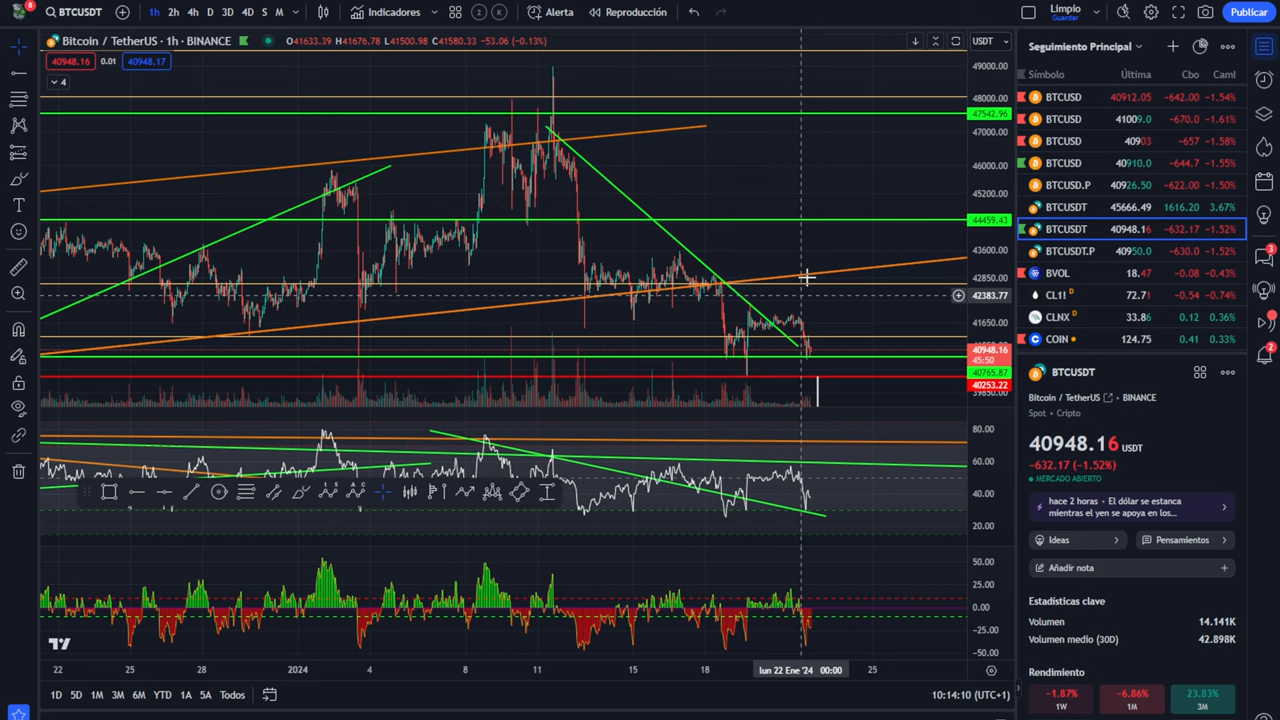 8
BTCUSDT
1h 2h 4h D 3D 4D S M
Indicadores
2
K
Alerta
Reproducción
Limpio
Guardar
Publicar
Bitcoin / TetherUS · 1h · BINANCE
O41633.39 H41676.78 L41500.98 C41580.33 -53.06 (-0.13%)
USDT
40948.16 0.01 40948.17
4
49000.00
48000.00
47542.96
47000.00
46000.00
45200.00
44459.43
43600.00
42850.00
42383.77
41650.00
40948.16
45:50
40765.87
40253.22
39850.00
80.00
60.00
40.00
20.00
50.00
25.00
0.00
-25.00
-50.00
22 25 28 2024 4 8 11 15 18 lun 22 Ene '24 00:00 25
1D 5D 1M 3M 6M YTD 1A 5A Todos
10:14:10 (UTC+1)
Seguimiento Principal
Símbolo Última Cbo Cam⁠l
BTCUSD 40912.05 -642.00 -1.54%
BTCUSD 41009.0 -670.0 -1.61%
BTCUSD 40903 -657 -1.58%
BTCUSD 40910.0 -644.7 -1.55%
BTCUSD.P 40926.50 -622.00 -1.50%
BTCUSDT 45666.49 1616.20 3.67%
BTCUSDT 40948.16 -632.17 -1.52%
BTCUSDT.P 40950.0 -630.0 -1.52%
BVOL 18.47 -0.08 -0.43%
CL1! D 72.71 -0.54 -0.74%
CLNX D 33.86 0.12 0.36%
COIN 124.75 0.41 0.33%
BTCUSDT
Bitcoin / TetherUS · BINANCE
Spot · Cripto
40948.16 USDT
-632.17 (-1.52%)
MERCADO ABIERTO
hace 2 horas · El dólar se estanca
mientras el yen se apoya en los...
Ideas
Pensamientos
Añadir nota
Estadísticas clave
Volumen 14.141K
Volumen medio (30D) 42.898K
Rendimiento
-1.87% -6.86% 23.83%
1W 1M 3M
3
2